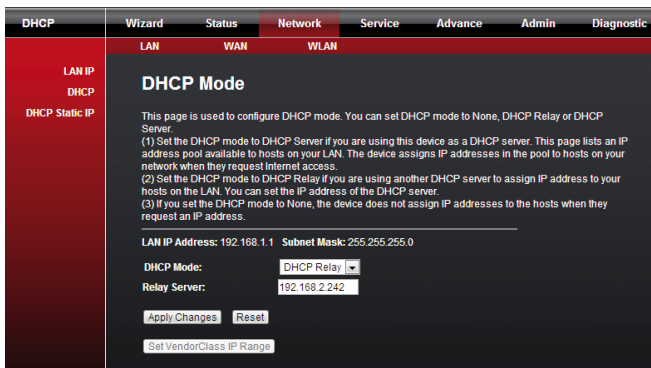 DHCP
Wizard Status Network Service Advance Admin Diagnostic
LAN WAN WLAN
LAN IP
DHCP
DHCP Static IP
DHCP Mode
This page is used to configure DHCP mode. You can set DHCP mode to None, DHCP Relay or DHCP
Server.
(1) Set the DHCP mode to DHCP Server if you are using this device as a DHCP server. This page lists an IP
address pool available to hosts on your LAN. The device assigns IP addresses in the pool to hosts on your
network when they request Internet access.
(2) Set the DHCP mode to DHCP Relay if you are using another DHCP server to assign IP address to your
hosts on the LAN. You can set the IP address of the DHCP server.
(3) If you set the DHCP mode to None, the device does not assign IP addresses to the hosts when they
request an IP address.
LAN IP Address: 192.168.1.1 Subnet Mask: 255.255.255.0
DHCP Mode: DHCP Relay
Relay Server: 192.168.2.242
Apply Changes Reset
Set VendorClass IP Range